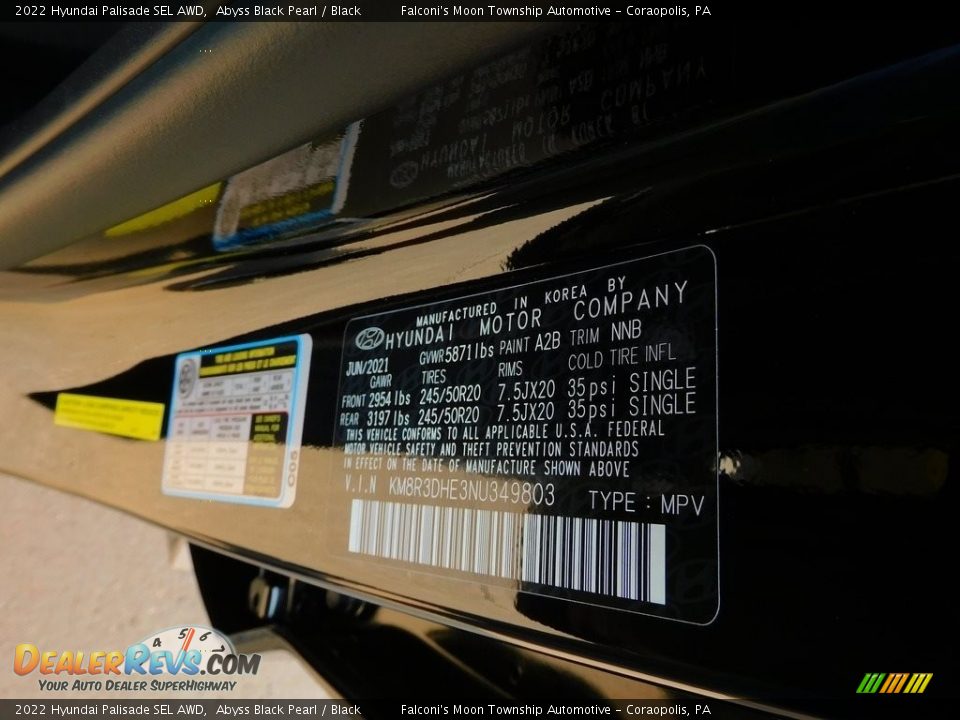 2022 Hyundai Palisade SEL AWD, Abyss Black Pearl / Black Falconi's Moon Township Automotive - Coraopolis, PA
MANUFACTURED IN KOREA BY
HYUNDAI MOTOR COMPANY
JUN/2021 GVWR 5871 lbs PAINT A2B TRIM NNB
GAWR TIRES RIMS COLD TIRE INFL
FRONT 2954 lbs 245/50R20 7.5JX20 35psi SINGLE
REAR 3197 lbs 245/50R20 7.5JX20 35psi SINGLE
THIS VEHICLE CONFORMS TO ALL APPLICABLE U.S.A. FEDERAL
MOTOR VEHICLE SAFETY AND THEFT PREVENTION STANDARDS
IN EFFECT ON THE DATE OF MANUFACTURE SHOWN ABOVE
V.I.N KM8R3DHE3NU349803 TYPE : MPV
4 5 6
DEALERREVS.COM
YOUR AUTO DEALER SUPERHIGHWAY
2022 Hyundai Palisade SEL AWD, Abyss Black Pearl / Black Falconi's Moon Township Automotive - Coraopolis, PA